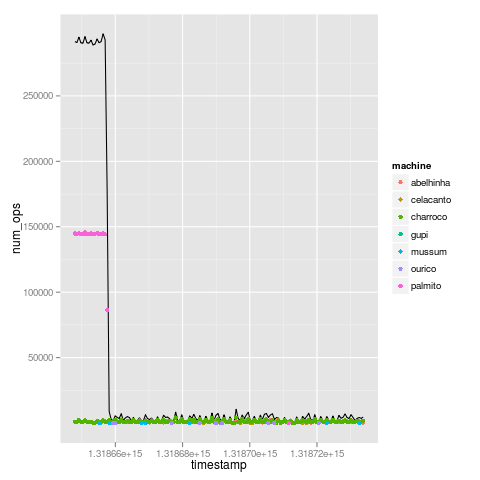 num_ops
250000
200000
150000
100000
50000
1.31866e+15 1.31868e+15 1.31870e+15 1.31872e+15
timestamp
machine
abelhinha
celacanto
charroco
gupi
mussum
ourico
palmito